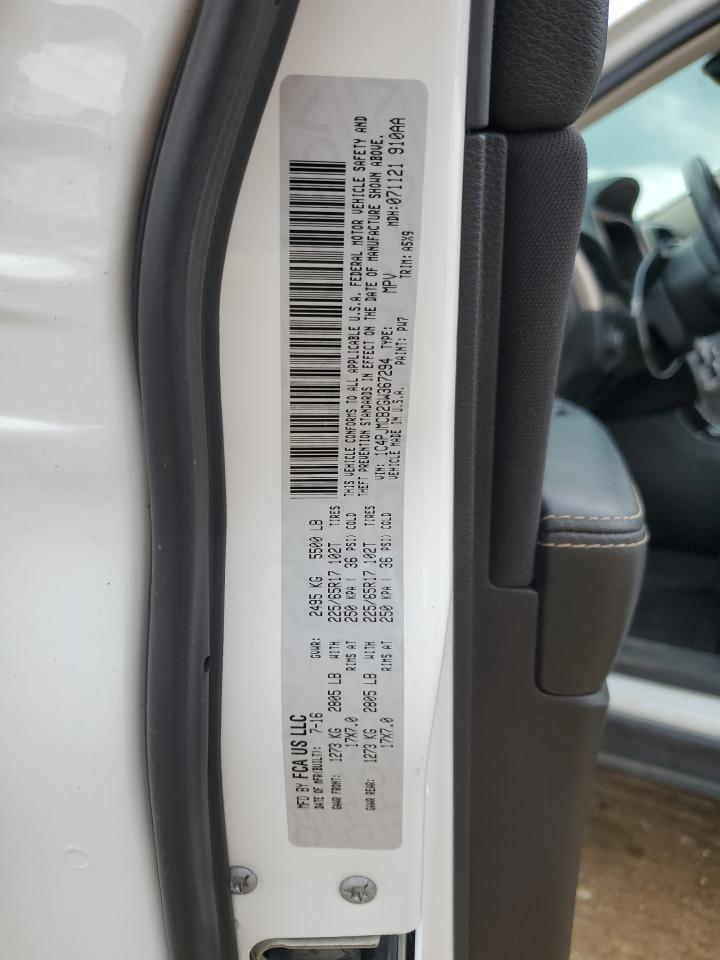 MFD BY FCA US LLC
DATE OF MFR(BUILT): 7-16 GVWR: 2495 KG 5500 LB
GAWR FRONT: 1273 KG 2805 LB WITH 225/65R17 102T TIRES
17X7.0 RIMS AT 250 KPA ( 36 PSI) COLD
GAWR REAR: 1273 KG 2805 LB WITH 225/65R17 102T TIRES
17X7.0 RIMS AT 250 KPA ( 36 PSI) COLD
THIS VEHICLE CONFORMS TO ALL APPLICABLE U.S.A. FEDERAL MOTOR VEHICLE SAFETY AND
THEFT PREVENTION STANDARDS IN EFFECT ON THE DATE OF MANUFACTURE SHOWN ABOVE.
VIN: 1C4PJMCB2GW367294 TYPE: MPV MDH:071121 910AA
VEHICLE MADE IN U.S.A. PAINT: PW7 TRIM: A5X9